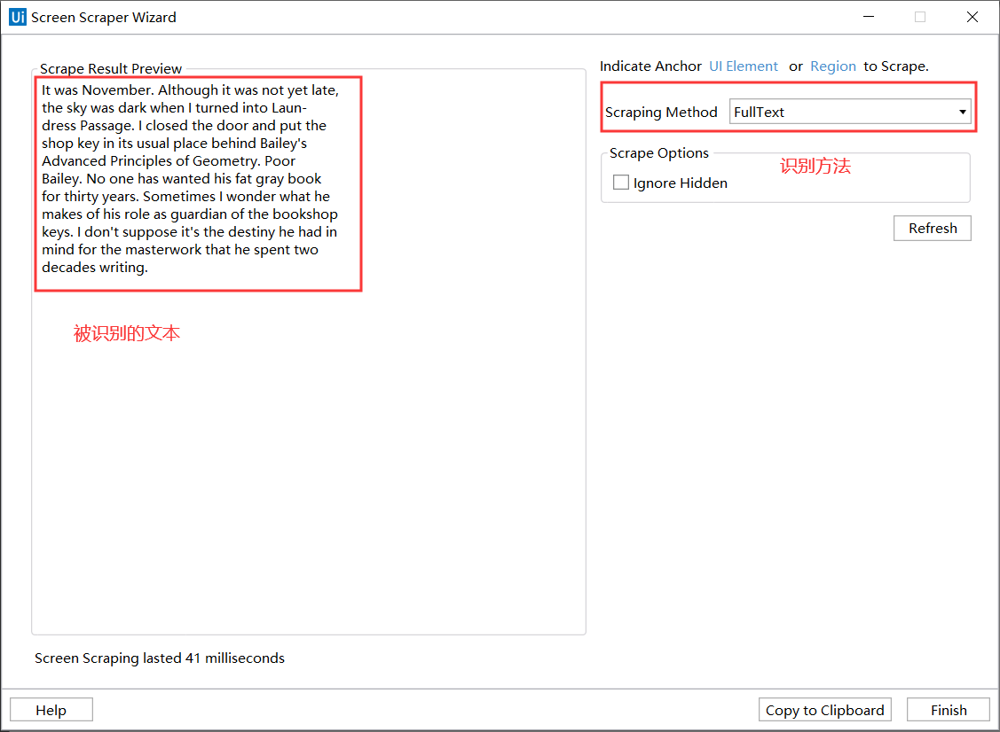 Ui Screen Scraper Wizard
Scrape Result Preview
It was November. Although it was not yet late,
the sky was dark when I turned into Laun-
dress Passage. I closed the door and put the
shop key in its usual place behind Bailey's
Advanced Principles of Geometry. Poor
Bailey. No one has wanted his fat gray book
for thirty years. Sometimes I wonder what he
makes of his role as guardian of the bookshop
keys. I don't suppose it's the destiny he had in
mind for the masterwork that he spent two
decades writing.
被识别的文本
Indicate Anchor UI Element or Region to Scrape.
Scraping Method FullText
Scrape Options
识别方法
Ignore Hidden
Refresh
Screen Scraping lasted 41 milliseconds
Help
Copy to Clipboard
Finish